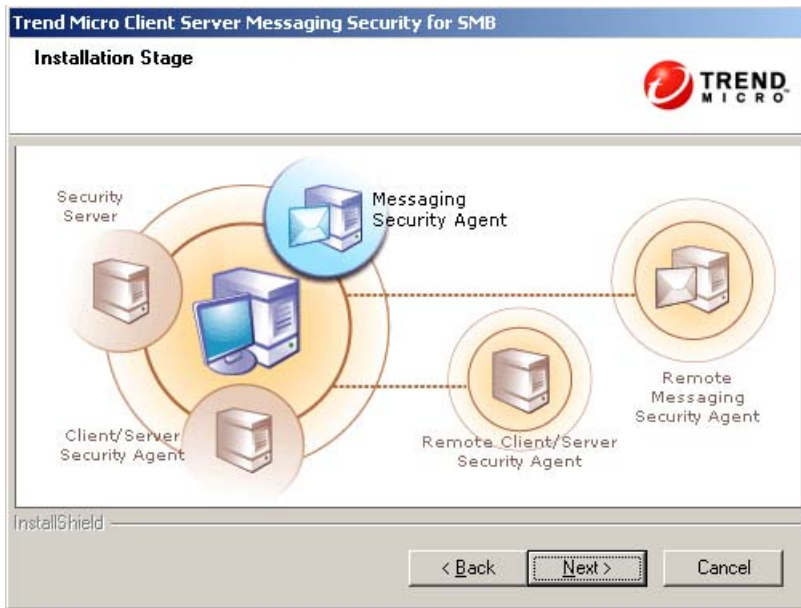 Trend Micro Client Server Messaging Security for SMB
Installation Stage
TREND
MICRO™
Security
Server
Messaging
Security Agent
Client/Server
Security Agent
Remote Client/Server
Security Agent
Remote
Messaging
Security Agent
InstallShield
< Back
Next >
Cancel